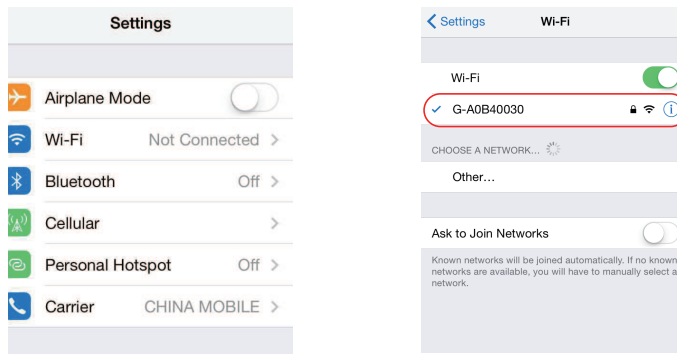 Settings
Airplane Mode
Wi-Fi Not Connected
Bluetooth Off
Cellular
Personal Hotspot Off
Carrier CHINA MOBILE
Settings Wi-Fi
Wi-Fi
G-A0B40030
CHOOSE A NETWORK...
Other...
Ask to Join Networks
Known networks will be joined automatically. If no known
networks are available, you will have to manually select a
network.